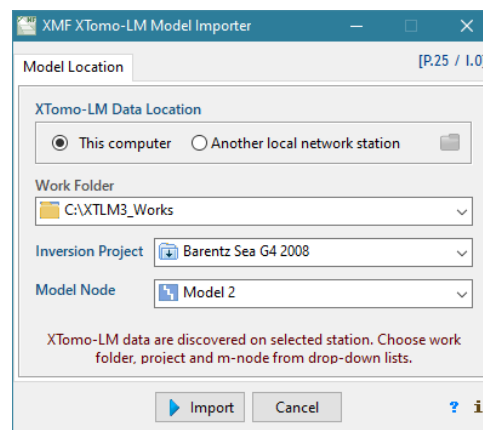 XMF XTomo-LM Model Importer
Model Location
[P.25 / I.0]
XTomo-LM Data Location
This computer
Another local network station
Work Folder
C:\XTLM3_Works
Inversion Project
Barentz Sea G4 2008
Model Node
Model 2
XTomo-LM data are discovered on selected station. Choose work
folder, project and m-node from drop-down lists.
Import
Cancel
? i